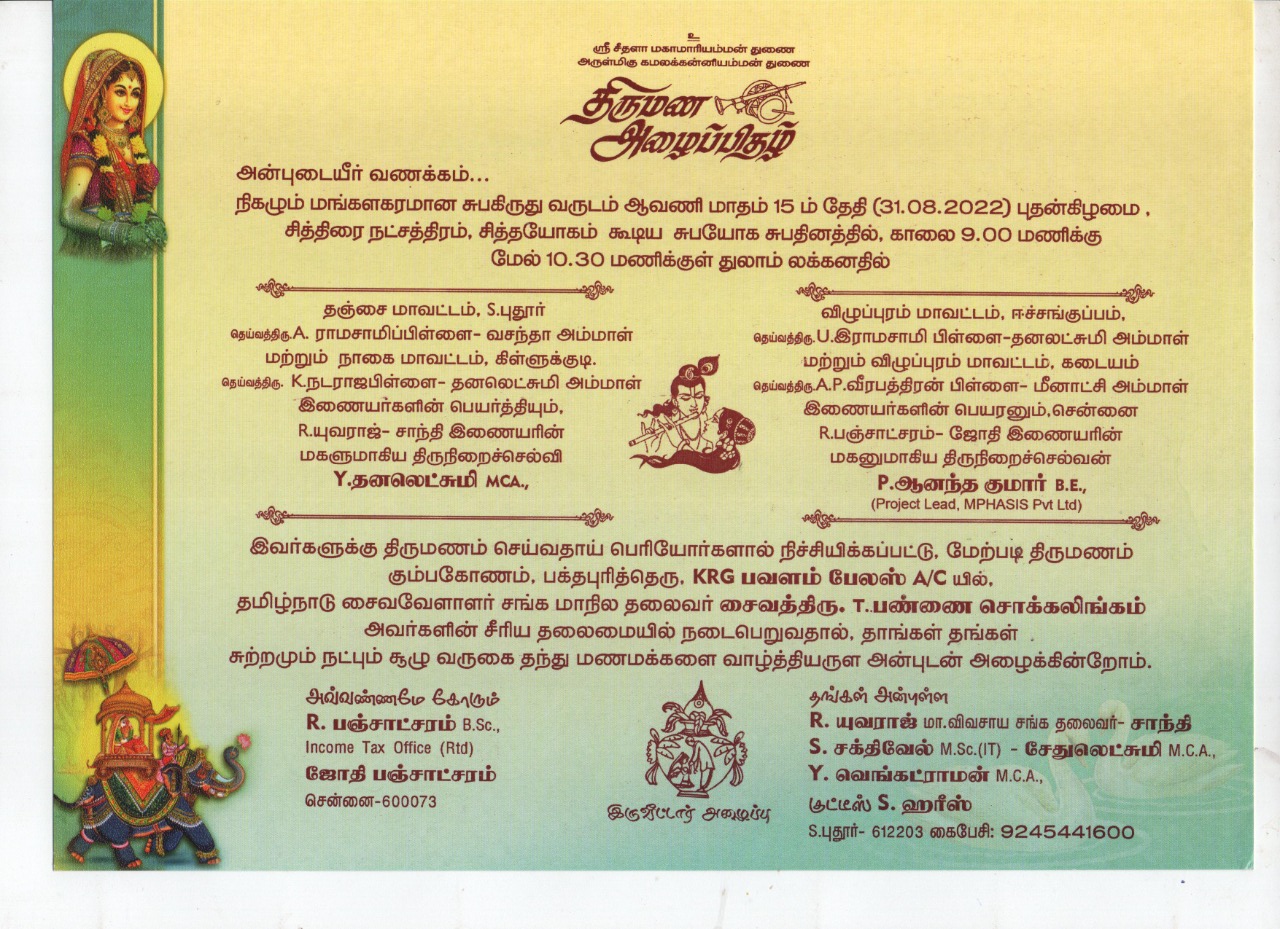 உ
ஸ்ரீ சீதளா மகாமாரியம்மன் துணை
அருள்மிகு கமலக்கன்னியம்மன் துணை
திருமண
அழைப்பிதழ்
அன்புடையீர் வணக்கம்...
நிகழும் மங்களகரமான சுபகிருது வருடம் ஆவணி மாதம் 15 ம் தேதி (31.08.2022) புதன்கிழமை ,
சித்திரை நட்சத்திரம், சித்தயோகம் கூடிய சுபயோக சுபதினத்தில், காலை 9.00 மணிக்கு
மேல் 10.30 மணிக்குள் துலாம் லக்கனதில்
தஞ்சை மாவட்டம், S.புதூர்
தெய்வத்திரு.A. ராமசாமிப்பிள்ளை- வசந்தா அம்மாள்
மற்றும் நாகை மாவட்டம், கிள்ளுக்குடி.
தெய்வத்திரு. K.நடராஜபிள்ளை- தனலெட்சுமி அம்மாள்
இணையர்களின் பெயர்த்தியும்,
R.யுவராஜ்- சாந்தி இணையரின்
மகளுமாகிய திருநிறைச்செல்வி
Y.தனலெட்சுமி MCA.,
விழுப்புரம் மாவட்டம், ஈச்சங்குப்பம்,
தெய்வத்திரு.U.இராமசாமி பிள்ளை-தனலட்சுமி அம்மாள்
மற்றும் விழுப்புரம் மாவட்டம், கடையம்
தெய்வத்திரு.A.P.வீரபத்திரன் பிள்ளை- மீனாட்சி அம்மாள்
இணையர்களின் பெயரனும்,சென்னை
R.பஞ்சாட்சரம்- ஜோதி இணையரின்
மகனுமாகிய திருநிறைச்செல்வன்
P.ஆனந்த குமார் B.E.,
(Project Lead, MPHASIS Pvt Ltd)
இவர்களுக்கு திருமணம் செய்வதாய் பெரியோர்களால் நிச்சியிக்கப்பட்டு, மேற்படி திருமணம்
கும்பகோணம், பக்தபுரித்தெரு, KRG பவளம் பேலஸ் A/C யில்,
தமிழ்நாடு சைவவேளாளர் சங்க மாநில தலைவர் சைவத்திரு. T..பண்ணை சொக்கலிங்கம்
அவர்களின் சீரிய தலைமையில் நடைபெறுவதால், தாங்கள் தங்கள்
சுற்றமும் நட்பும் சூழு வருகை தந்து மணமக்களை வாழ்த்தியருள அன்புடன் அழைக்கின்றோம்.
அவ்வண்ணமே கோரும்
R. பஞ்சாட்சரம் B.Sc.,
Income Tax Office (Rtd)
ஜோதி பஞ்சாட்சரம்
சென்னை-600073
இருவீட்டார் அழைப்பு
தங்கள் அன்புள்ள
R. யுவராஜ் மா.விவசாய சங்க தலைவர்- சாந்தி
S. சக்திவேல் M.Sc.(IT) - சேதுலெட்சுமி M.C.A.,
Y. வெங்கட்ராமன் M.C.A.,
குட்டீஸ் S. ஹரீஸ்
S.புதூர்- 612203 கைபேசி: 9245441600